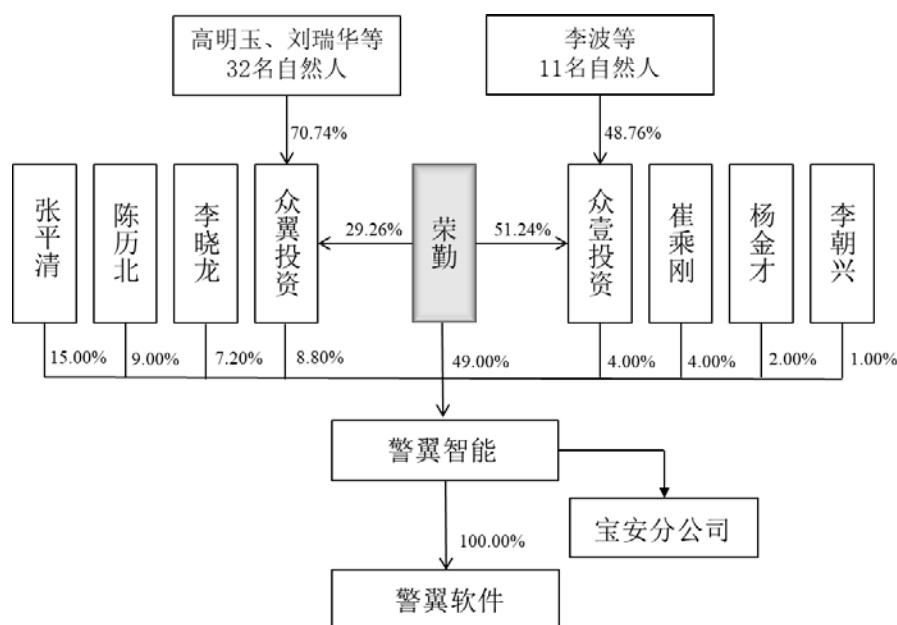 高明玉、刘瑞华等
32名自然人
李波等
11名自然人
70.74%
48.76%
张平清
陈历北
李晓龙
众翼投资
29.26%
荣勤
51.24%
众壹投资
崔乘刚
杨金才
李朝兴
15.00%
9.00%
7.20%
8.80%
49.00%
4.00%
4.00%
2.00%
1.00%
警翼智能
宝安分公司
100.00%
警翼软件